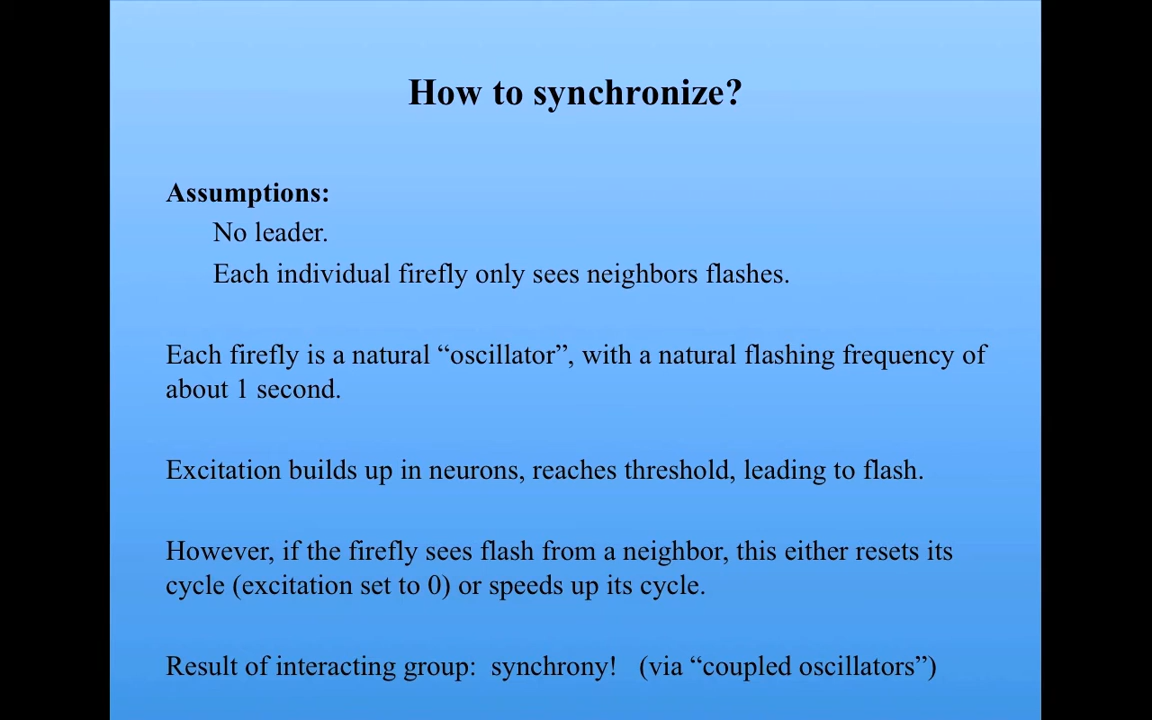 How to synchronize?
Assumptions:
No leader.
Each individual firefly only sees neighbors flashes.
Each firefly is a natural “oscillator”, with a natural flashing frequency of
about 1 second.
Excitation builds up in neurons, reaches threshold, leading to flash.
However, if the firefly sees flash from a neighbor, this either resets its
cycle (excitation set to 0) or speeds up its cycle.
Result of interacting group:  synchrony!   (via “coupled oscillators”)